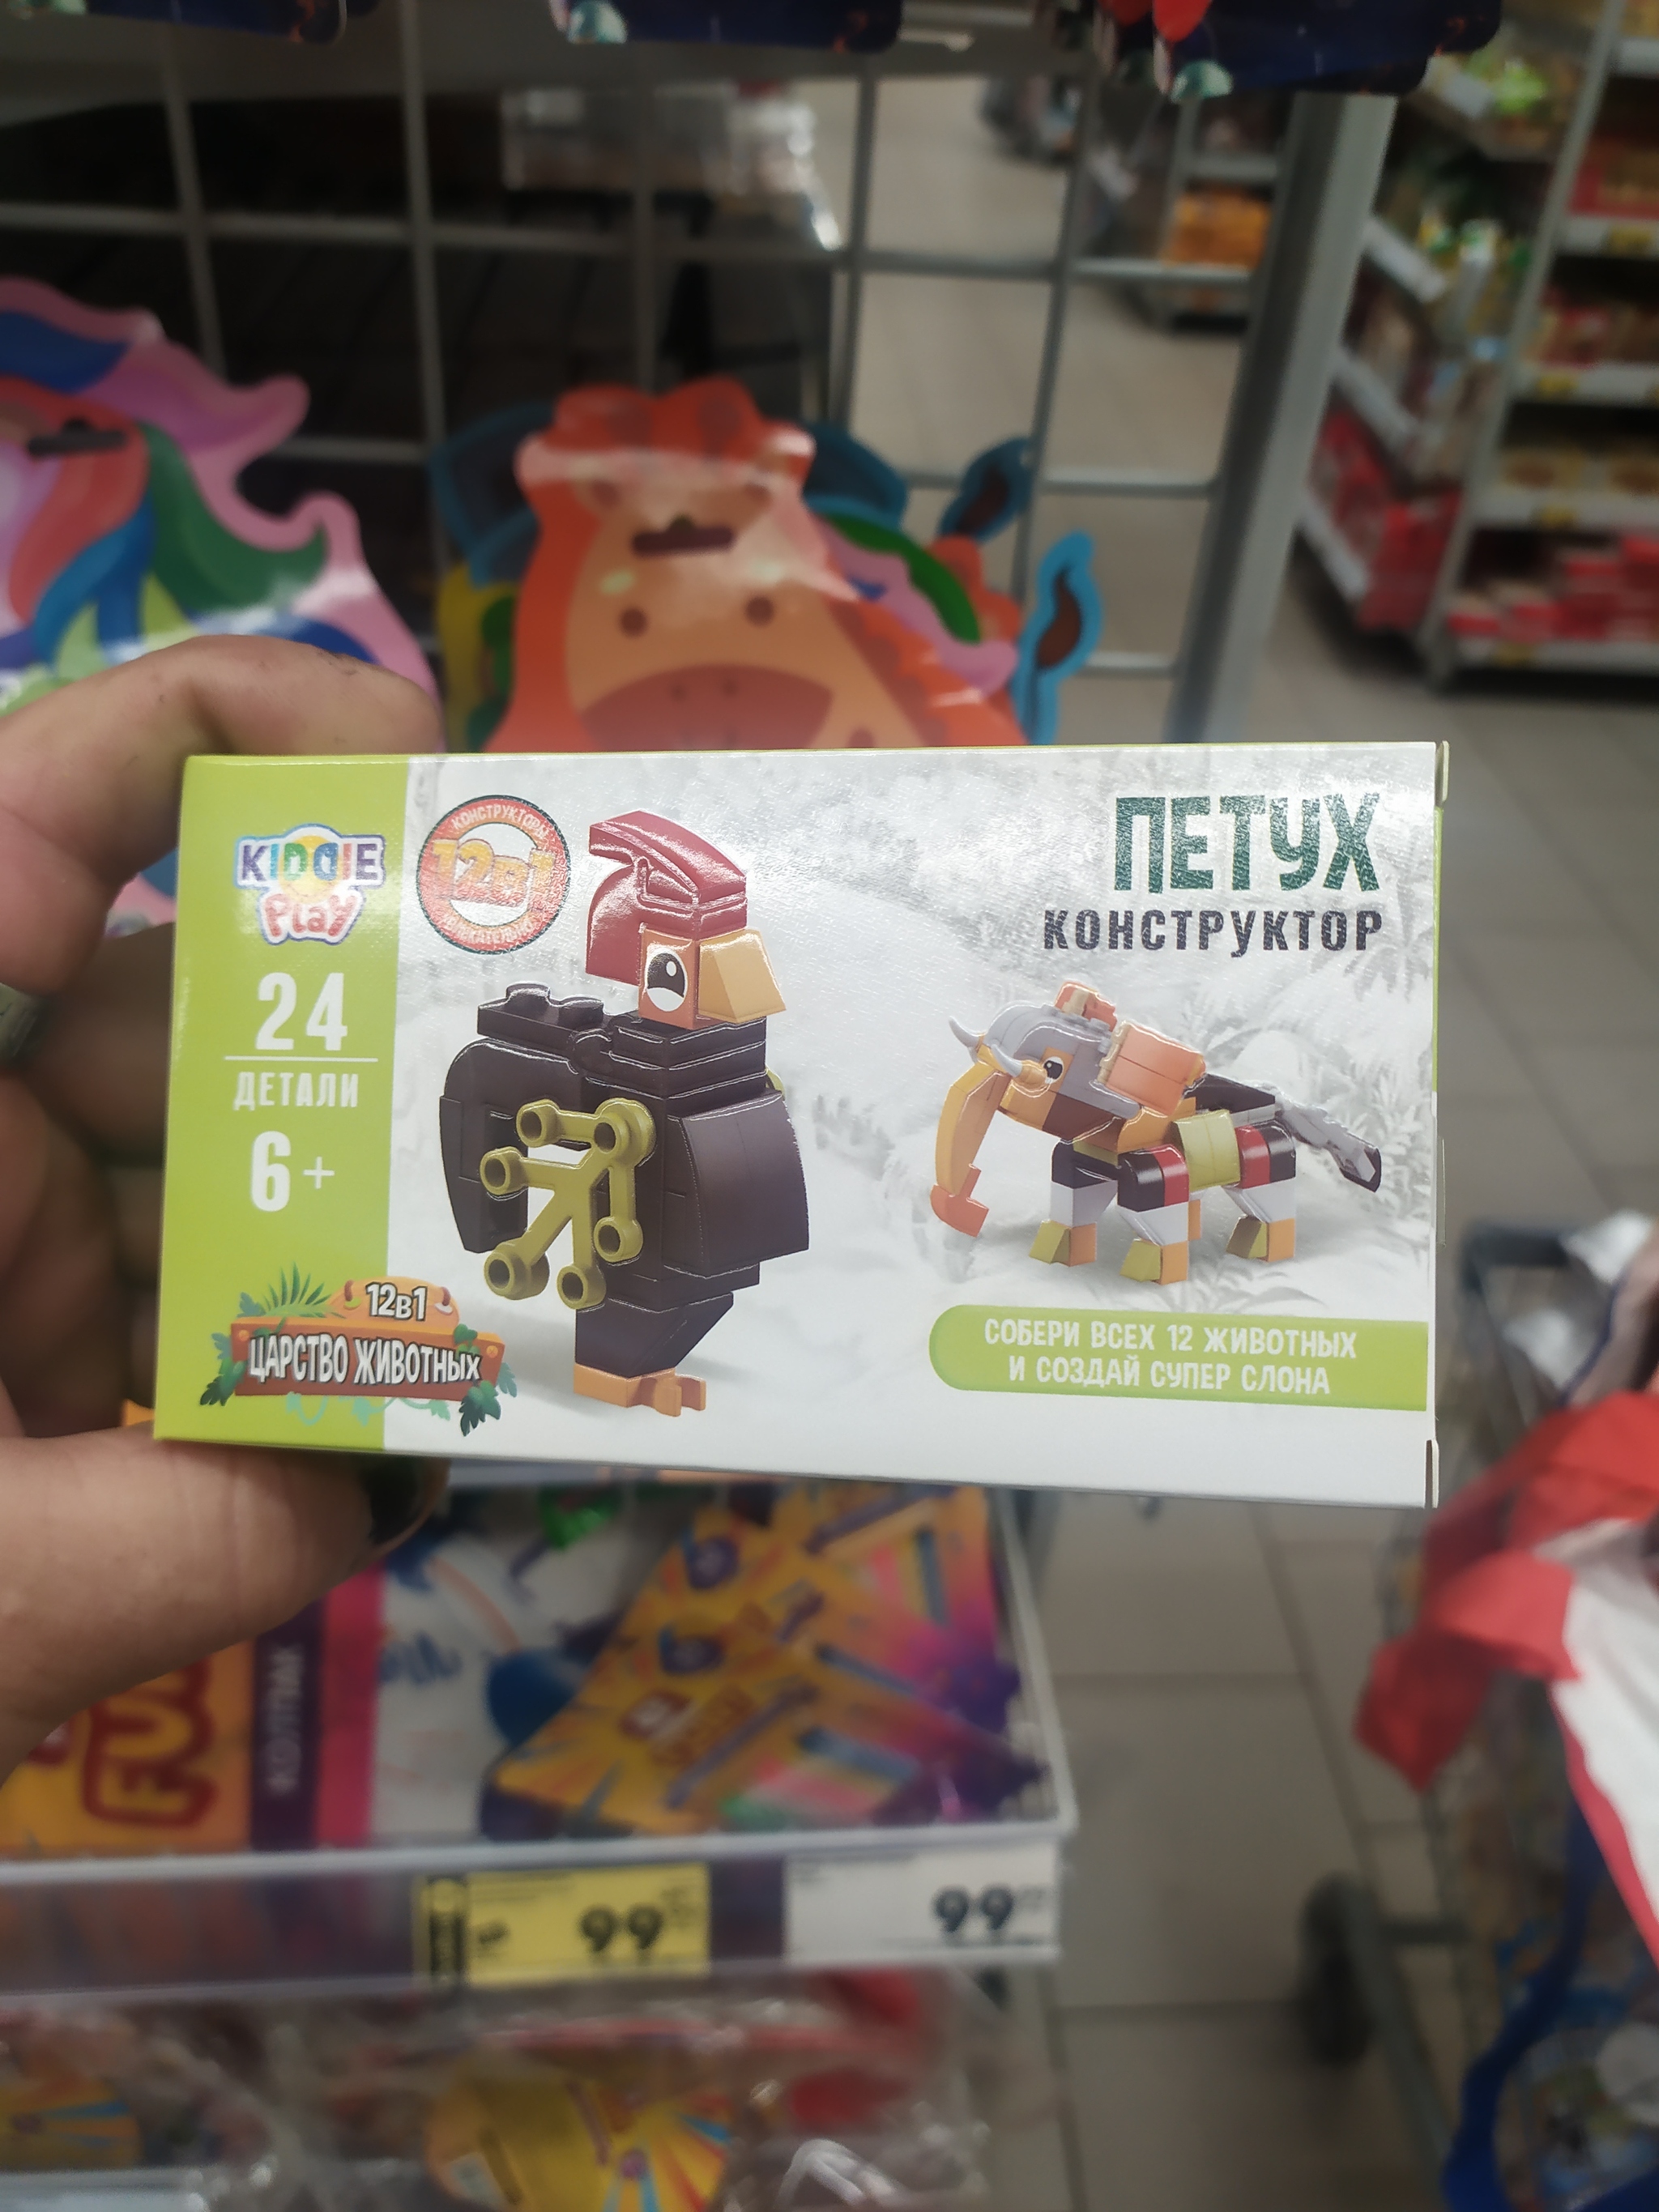 KIDDIE
Play
24
ДЕТАЛИ
6+
12в1
ЦАРСТВО ЖИВОТНЫХ
КОНСТРУКТОРЫ
12в1
ПЕТУХ
КОНСТРУКТОР
СОБЕРИ ВСЕХ 12 ЖИВОТНЫХ
И СОЗДАЙ СУПЕР СЛОНА
КОЛПАК
99
99